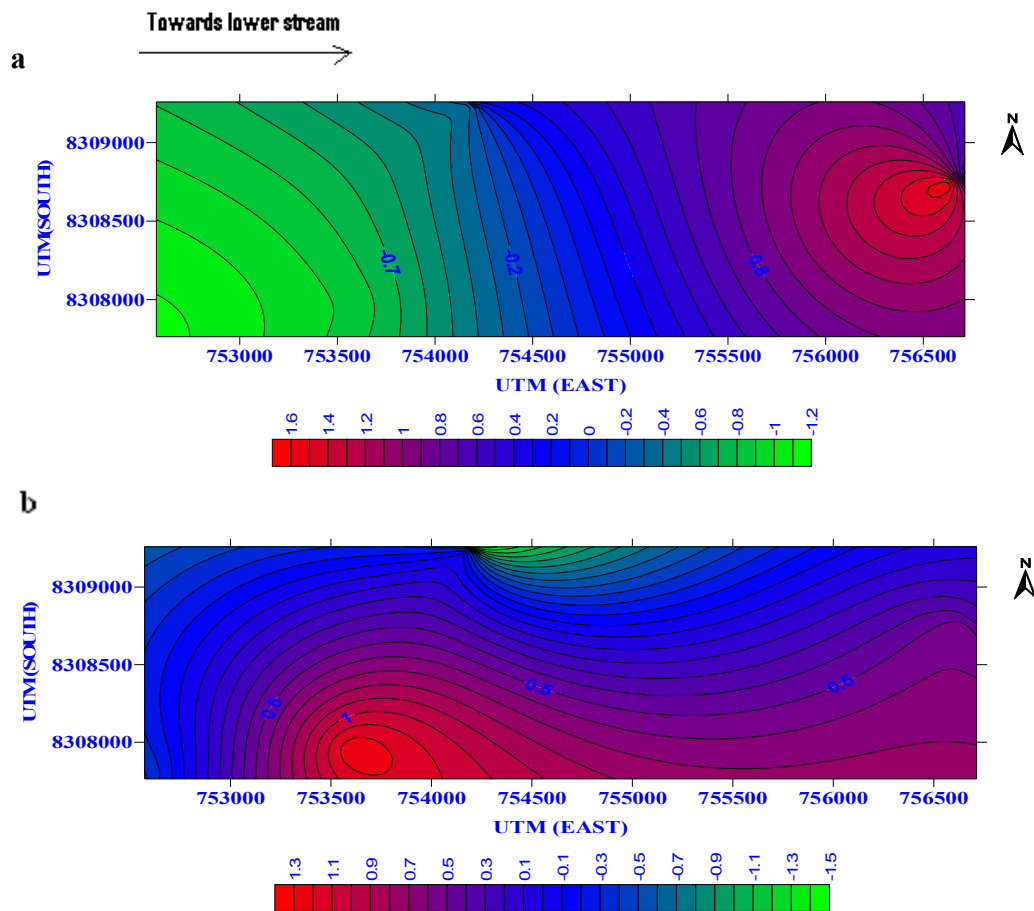 Towards lower stream
a
N
8309000
8308500
8308000
UTM(SOUTH)
-0.7
-0.2
0.8
753000 753500 754000 754500 755000 755500 756000 756500
UTM (EAST)
1.6 1.4 1.2 1 0.8 0.6 0.4 0.2 0 -0.2 -0.4 -0.6 -0.8 -1 -1.2
b
N
8309000
8308500
8308000
UTM(SOUTH)
0.5
1
0.5
0.5
753000 753500 754000 754500 755000 755500 756000 756500
UTM (EAST)
1.3 1.1 0.9 0.7 0.5 0.3 0.1 -0.1 -0.3 -0.5 -0.7 -0.9 -1.1 -1.3 -1.5